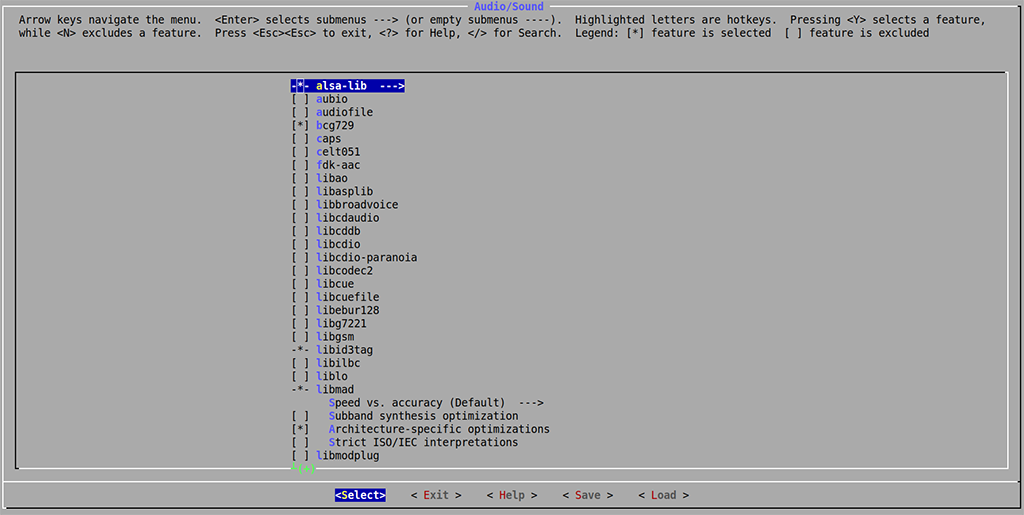 Audio/Sound
Arrow keys navigate the menu.  <Enter> selects submenus ---> (or empty submenus ----).  Highlighted letters are hotkeys.  Pressing <Y> selects a feature,
while <N> excludes a feature.  Press <Esc><Esc> to exit, <?> for Help, </> for Search.  Legend: [*] feature is selected  [ ] feature is excluded
-*- alsa-lib  --->
[ ] aubio
[ ] audiofile
[*] bcg729
[ ] caps
[ ] celt051
[ ] fdk-aac
[ ] libao
[ ] libasplib
[ ] libbroadvoice
[ ] libcdaudio
[ ] libcddb
[ ] libcdio
[ ] libcdio-paranoia
[ ] libcodec2
[ ] libcue
[ ] libcuefile
[ ] libebur128
[ ] libg7221
[ ] libgsm
-*- libid3tag
[ ] libilbc
[ ] liblo
-*- libmad
Speed vs. accuracy (Default)  --->
[ ]   Subband synthesis optimization
[*]   Architecture-specific optimizations
[ ]   Strict ISO/IEC interpretations
[ ] libmodplug
┴(+)
<Select>    < Exit >    < Help >    < Save >    < Load >